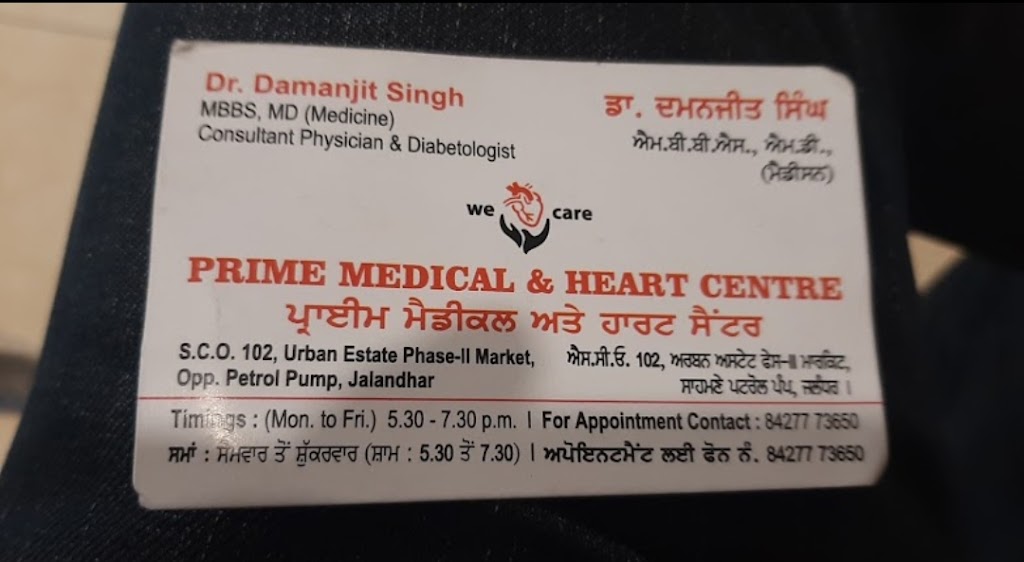 Dr. Damanjit Singh
MBBS, MD (Medicine)
Consultant Physician & Diabetologist
ਡਾ. ਦਮਨਜੀਤ ਸਿੰਘ
ਐਮ.ਬੀ.ਬੀ.ਐਸ., ਐਮ.ਡੀ.,
(ਮੈਡੀਸਨ)
we care
PRIME MEDICAL & HEART CENTRE
ਪ੍ਰਾਈਮ ਮੈਡੀਕਲ ਅਤੇ ਹਾਰਟ ਸੈਂਟਰ
S.C.O. 102, Urban Estate Phase-II Market,
Opp. Petrol Pump, Jalandhar
ਐਸ.ਸੀ.ਓ. 102, ਅਰਬਨ ਅਸਟੇਟ ਫੇਸ-II ਮਾਰਕਿਟ,
ਸਾਹਮਣੇ ਪਟਰੋਲ ਪੰਪ, ਜਲੰਧਰ ।
Timings : (Mon. to Fri.) 5.30 - 7.30 p.m. | For Appointment Contact : 84277 73650
ਸਮਾਂ : ਸੋਮਵਾਰ ਤੋਂ ਸ਼ੁੱਕਰਵਾਰ (ਸ਼ਾਮ : 5.30 ਤੋਂ 7.30) | ਅਪੋਇਨਟਮੈਂਟ ਲਈ ਫੋਨ ਨੰ. 84277 73650